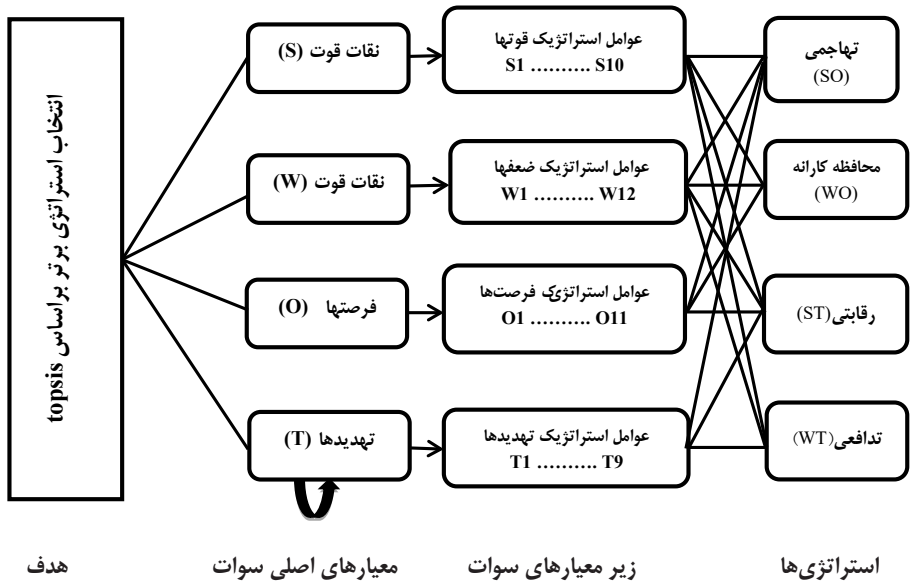 انتخاب استراتژی برتر براساس topsis
نقات قوت (S)
نقات قوت (W)
فرصتها (O)
تهدیدها (T)
عوامل استراتژیک قوتها
S1 .......... S10
عوامل استراتژیک ضعفها
W1 .......... W12
عوامل استراتژیک فرصت‌ها
O1 .......... O11
عوامل استراتژیک تهدیدها
T1 .......... T9
تهاجمی
(SO)
محافظه کارانه
(WO)
رقابتی(ST)
تدافعی(WT)
هدف
معیارهای اصلی سوات
زیر معیارهای سوات
استراتژی‌ها